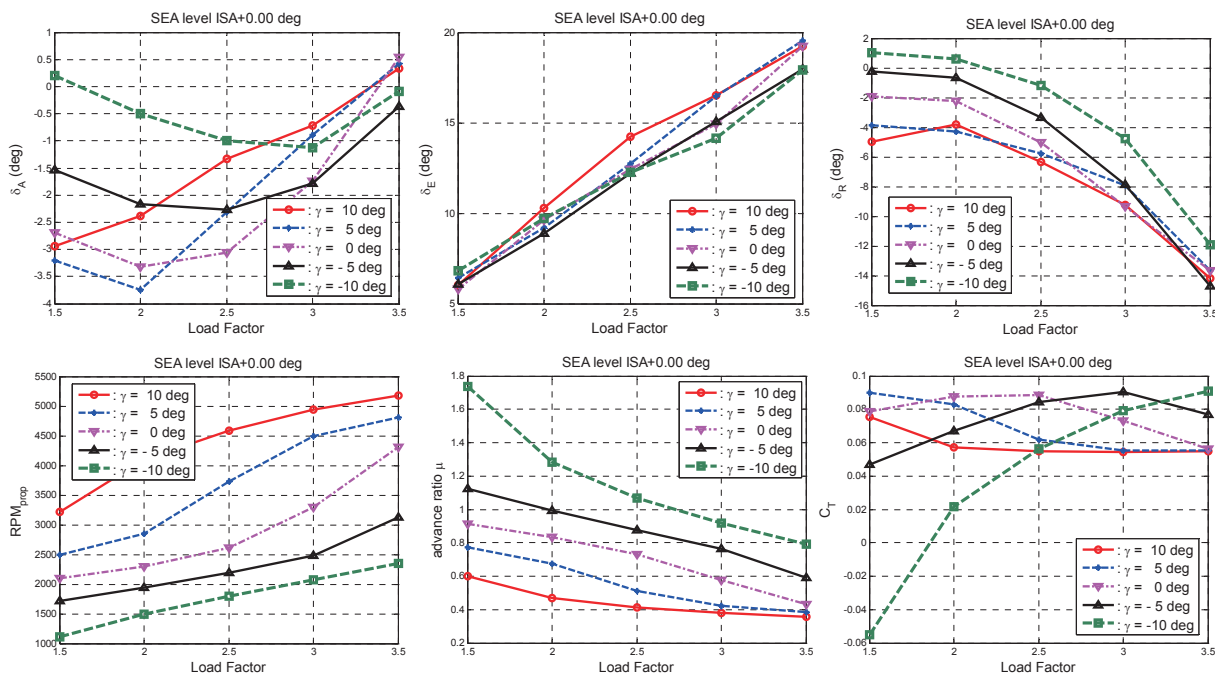 SEA level ISA+0.00 deg
1
0.5
0
-0.5
-1
-1.5
-2
-2.5
-3
-3.5
-4
δA (deg)
: γ = 10 deg
: γ = 5 deg
: γ = 0 deg
: γ = - 5 deg
: γ = -10 deg
1.5 2 2.5 3 3.5
Load Factor
SEA level ISA+0.00 deg
20
15
10
5
δE (deg)
: γ = 10 deg
: γ = 5 deg
: γ = 0 deg
: γ = - 5 deg
: γ = -10 deg
1.5 2 2.5 3 3.5
Load Factor
SEA level ISA+0.00 deg
2
0
-2
-4
-6
-8
-10
-12
-14
-16
δR (deg)
: γ = 10 deg
: γ = 5 deg
: γ = 0 deg
: γ = - 5 deg
: γ = -10 deg
1.5 2 2.5 3 3.5
Load Factor
SEA level ISA+0.00 deg
5500
5000
4500
4000
3500
3000
2500
2000
1500
1000
RPMprop
: γ = 10 deg
: γ = 5 deg
: γ = 0 deg
: γ = - 5 deg
: γ = -10 deg
1.5 2 2.5 3 3.5
Load Factor
SEA level ISA+0.00 deg
1.8
1.6
1.4
1.2
1
0.8
0.6
0.4
0.2
advance ratio μ
: γ = 10 deg
: γ = 5 deg
: γ = 0 deg
: γ = - 5 deg
: γ = -10 deg
1.5 2 2.5 3 3.5
Load Factor
SEA level ISA+0.00 deg
0.1
0.08
0.06
0.04
0.02
0
-0.02
-0.04
-0.06
CT
: γ = 10 deg
: γ = 5 deg
: γ = 0 deg
: γ = - 5 deg
: γ = -10 deg
1.5 2 2.5 3 3.5
Load Factor